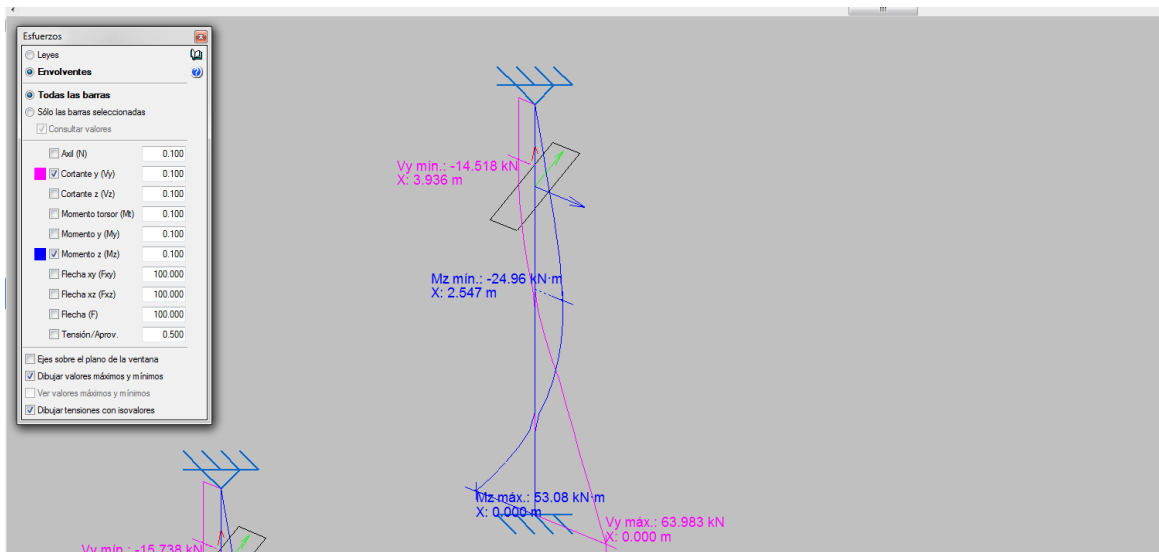 Esfuerzos
Leyes
Envolventes
Todas las barras
Sólo las barras seleccionadas
Consultar valores
Axil (N) 0.100
Cortante y (Vy) 0.100
Cortante z (Vz) 0.100
Momento torsor (Mt) 0.100
Momento y (My) 0.100
Momento z (Mz) 0.100
Flecha xy (Fxy) 100.000
Flecha xz (Fxz) 100.000
Flecha (F) 100.000
Tensión/Aprov. 0.500
Ejes sobre el plano de la ventana
Dibujar valores máximos y mínimos
Ver valores máximos y mínimos
Dibujar tensiones con isovalores
Vy mín.: -14.518 kN
X: 3.936 m
Mz mín.: -24.96 kN·m
X: 2.547 m
Mz máx.: 53.08 kN·m
X: 0.000 m
Vy máx.: 63.983 kN
X: 0.000 m
Vy mín.: -15.738 kN